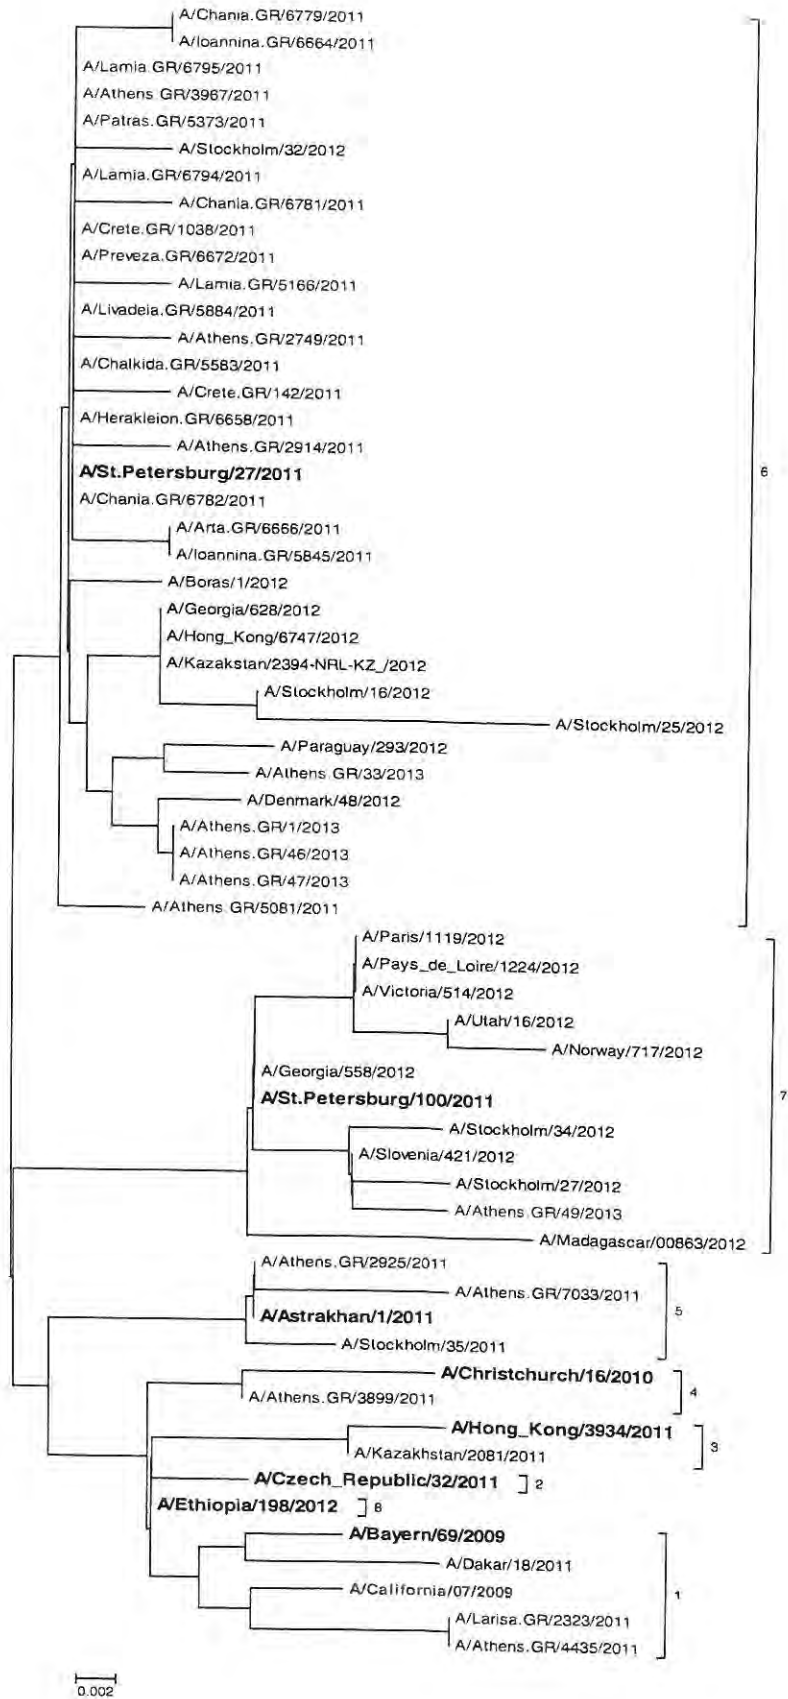 A/Chania.GR/6779/2011
A/Ioannina.GR/6664/2011
A/Lamia.GR/6795/2011
A/Athens.GR/3967/2011
A/Patras.GR/5373/2011
A/Stockholm/32/2012
A/Lamia.GR/6794/2011
A/Chania.GR/6781/2011
A/Crete.GR/1038/2011
A/Preveza.GR/6672/2011
A/Lamia.GR/5166/2011
A/Livadeia.GR/5884/2011
A/Athens.GR/2749/2011
A/Chalkida.GR/5583/2011
A/Crete.GR/142/2011
A/Herakleion.GR/6658/2011
A/Athens.GR/2914/2011
A/St.Petersburg/27/2011
6
A/Chania.GR/6782/2011
A/Arta.GR/6666/2011
A/Ioannina.GR/5845/2011
A/Boras/1/2012
A/Georgia/628/2012
A/Hong_Kong/6747/2012
A/Kazakstan/2394-NRL-KZ_/2012
A/Stockholm/16/2012
A/Stockholm/25/2012
A/Paraguay/293/2012
A/Athens.GR/33/2013
A/Denmark/48/2012
A/Athens.GR/1/2013
A/Athens.GR/46/2013
A/Athens.GR/47/2013
A/Athens.GR/5081/2011
A/Paris/1119/2012
A/Pays_de_Loire/1224/2012
A/Victoria/514/2012
A/Utah/16/2012
A/Norway/717/2012
A/Georgia/558/2012
7
A/St.Petersburg/100/2011
A/Stockholm/34/2012
A/Slovenia/421/2012
A/Stockholm/27/2012
A/Athens.GR/49/2013
A/Madagascar/00863/2012
A/Athens.GR/2925/2011
A/Athens.GR/7033/2011
5
A/Astrakhan/1/2011
A/Stockholm/35/2011
A/Christchurch/16/2010
4
A/Athens.GR/3899/2011
A/Hong_Kong/3934/2011
3
A/Kazakhstan/2081/2011
A/Czech_Republic/32/2011
2
A/Ethiopia/198/2012
8
A/Bayern/69/2009
A/Dakar/18/2011
A/California/07/2009
1
A/Larisa.GR/2323/2011
A/Athens.GR/4435/2011
0.002